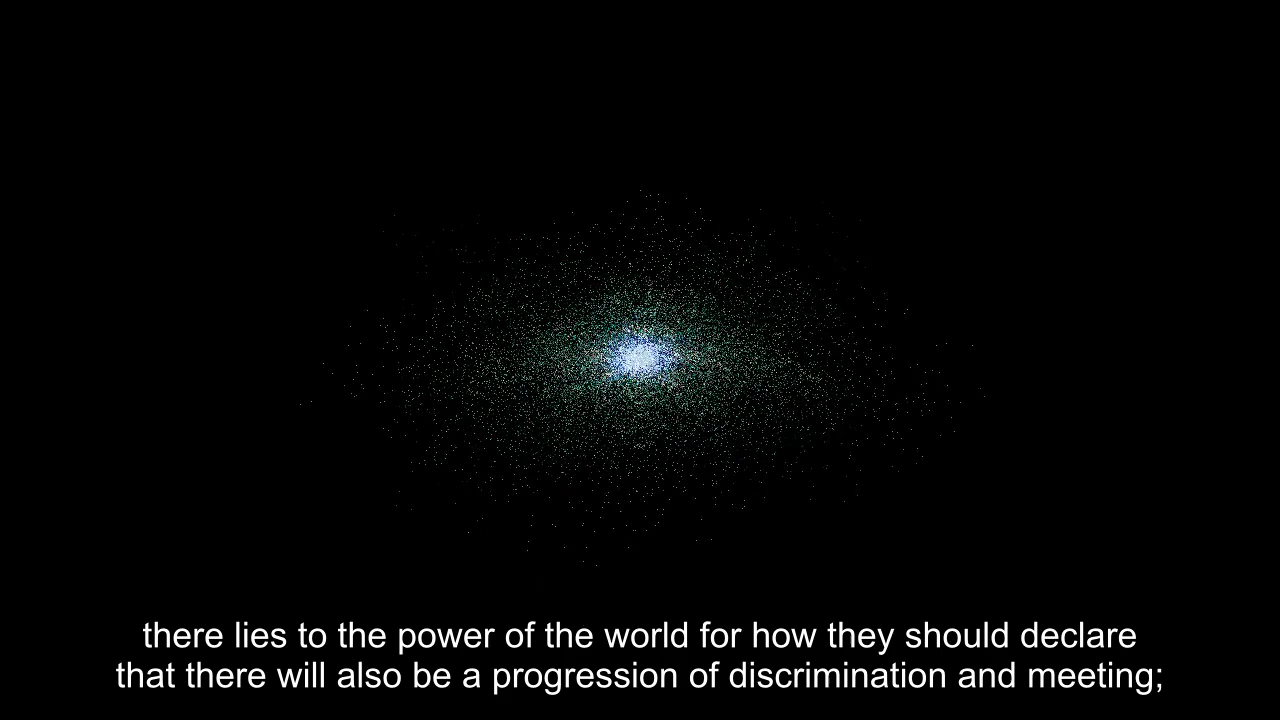 there lies to the power of the world for how they should declare
that there will also be a progression of discrimination and meeting;